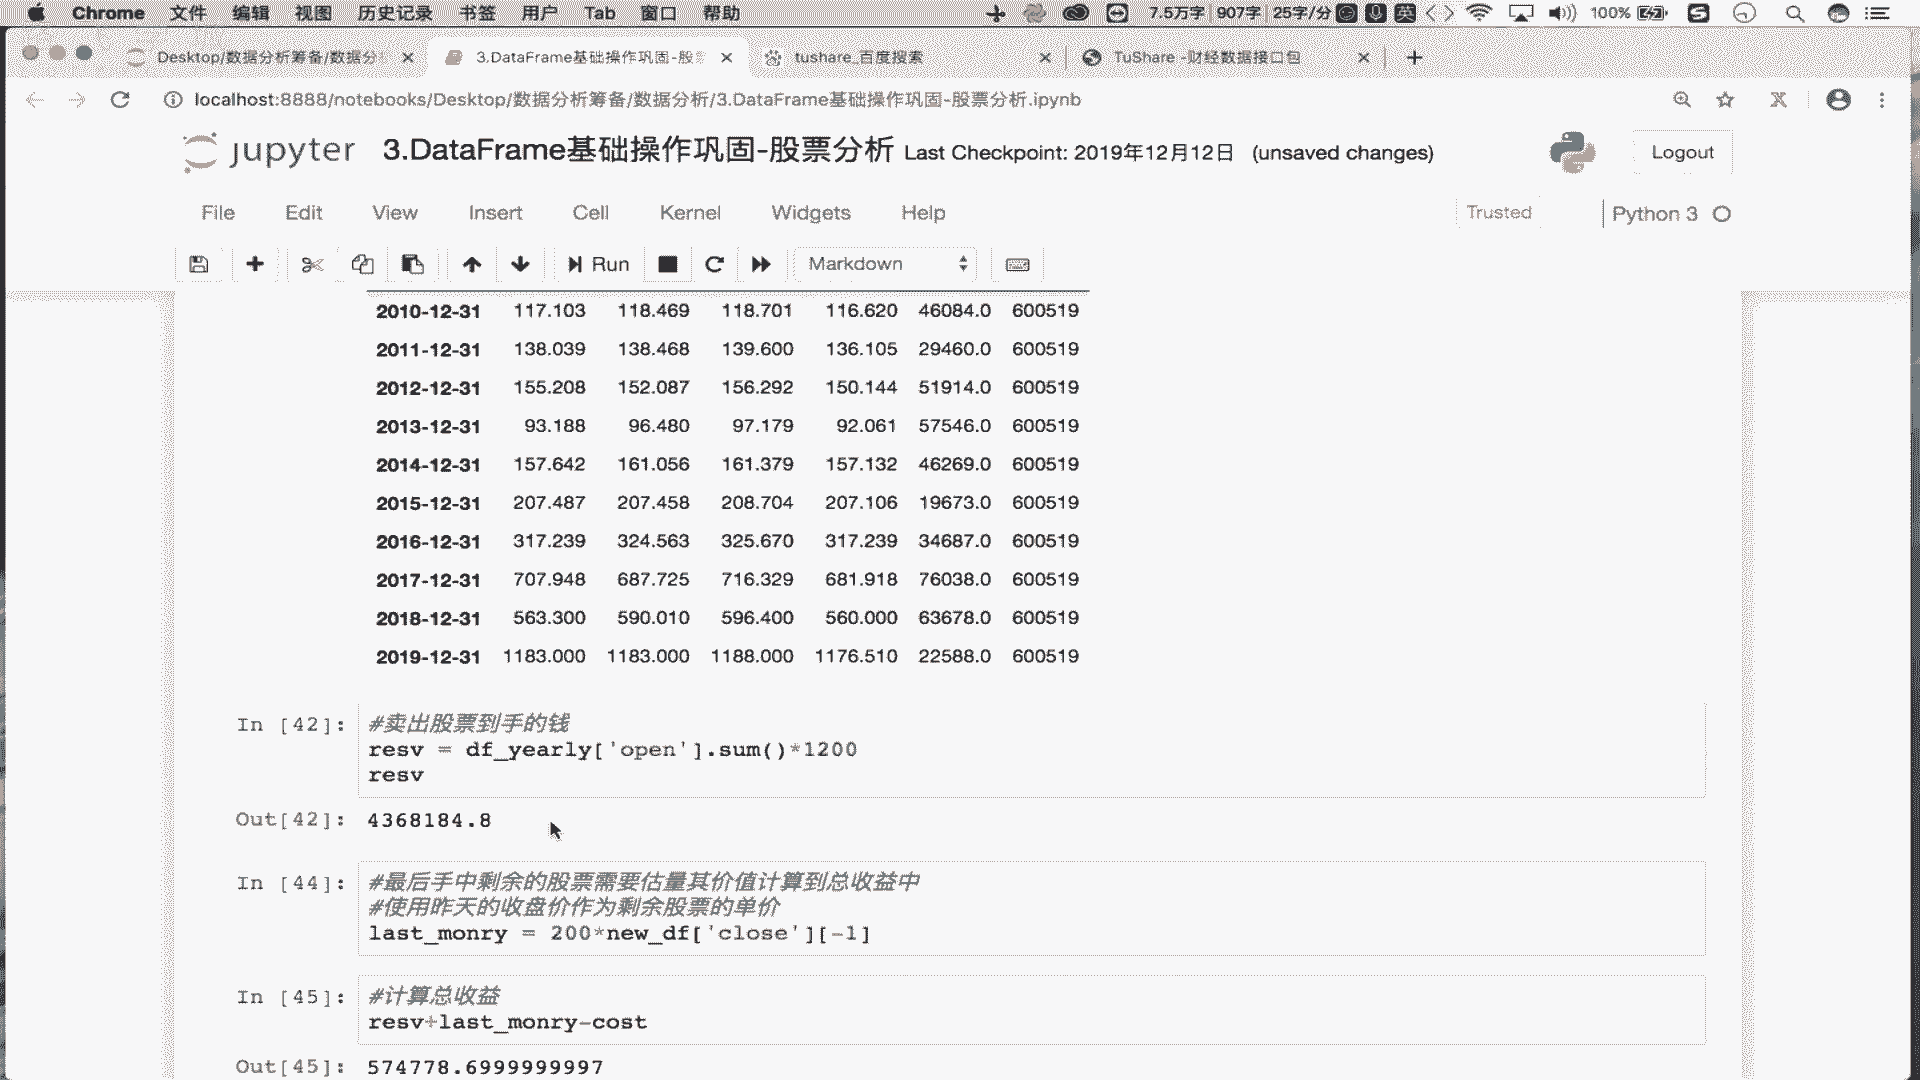 Chrome 文件 编辑 视图 历史记录 书签 用户 Tab 窗口 帮助 7.5万字 907字 25字/分 英 100%
Desktop/数据分析筹备/数据分 3.DataFrame基础操作巩固-股 tushare_百度搜索 TuShare -财经数据接口包
localhost:8888/notebooks/Desktop/数据分析筹备/数据分析/3.DataFrame基础操作巩固-股票分析.ipynb
jupyter 3.DataFrame基础操作巩固-股票分析 Last Checkpoint: 2019年12月12日 (unsaved changes) Logout
File Edit View Insert Cell Kernel Widgets Help Trusted Python 3
Run Markdown
2010-12-31 117.103 118.469 118.701 116.620 46084.0 600519
2011-12-31 138.039 138.468 139.600 136.105 29460.0 600519
2012-12-31 155.208 152.087 156.292 150.144 51914.0 600519
2013-12-31 93.188 96.480 97.179 92.061 57546.0 600519
2014-12-31 157.642 161.056 161.379 157.132 46269.0 600519
2015-12-31 207.487 207.458 208.704 207.106 19673.0 600519
2016-12-31 317.239 324.563 325.670 317.239 34687.0 600519
2017-12-31 707.948 687.725 716.329 681.918 76038.0 600519
2018-12-31 563.300 590.010 596.400 560.000 63678.0 600519
2019-12-31 1183.000 1183.000 1188.000 1176.510 22588.0 600519
In [42]: #卖出股票到手的钱
resv = df_yearly['open'].sum()*1200
resv
Out[42]: 4368184.8
In [44]: #最后手中剩余的股票需要估量其价值计算到总收益中
#使用昨天的收盘价作为剩余股票的单价
last_monry = 200*new_df['close'][-1]
In [45]: #计算总收益
resv+last_monry-cost
Out[45]: 574778.6999999997